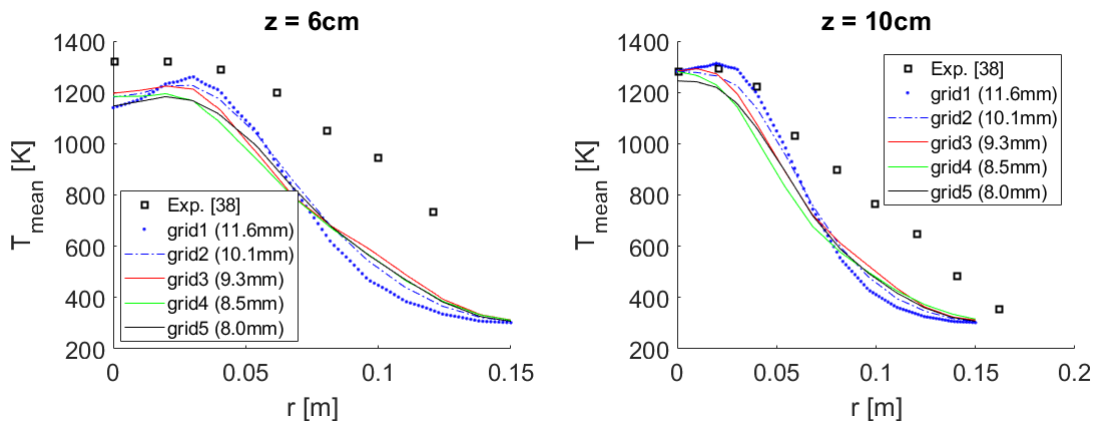 z = 6cm
1400
1200
1000
800
600
400
200
T_mean [K]
Exp. [38]
grid1 (11.6mm)
grid2 (10.1mm)
grid3 (9.3mm)
grid4 (8.5mm)
grid5 (8.0mm)
0
0.05
0.1
0.15
r [m]
z = 10cm
1400
1200
1000
800
600
400
200
T_mean [K]
Exp. [38]
grid1 (11.6mm)
grid2 (10.1mm)
grid3 (9.3mm)
grid4 (8.5mm)
grid5 (8.0mm)
0
0.05
0.1
0.15
0.2
r [m]